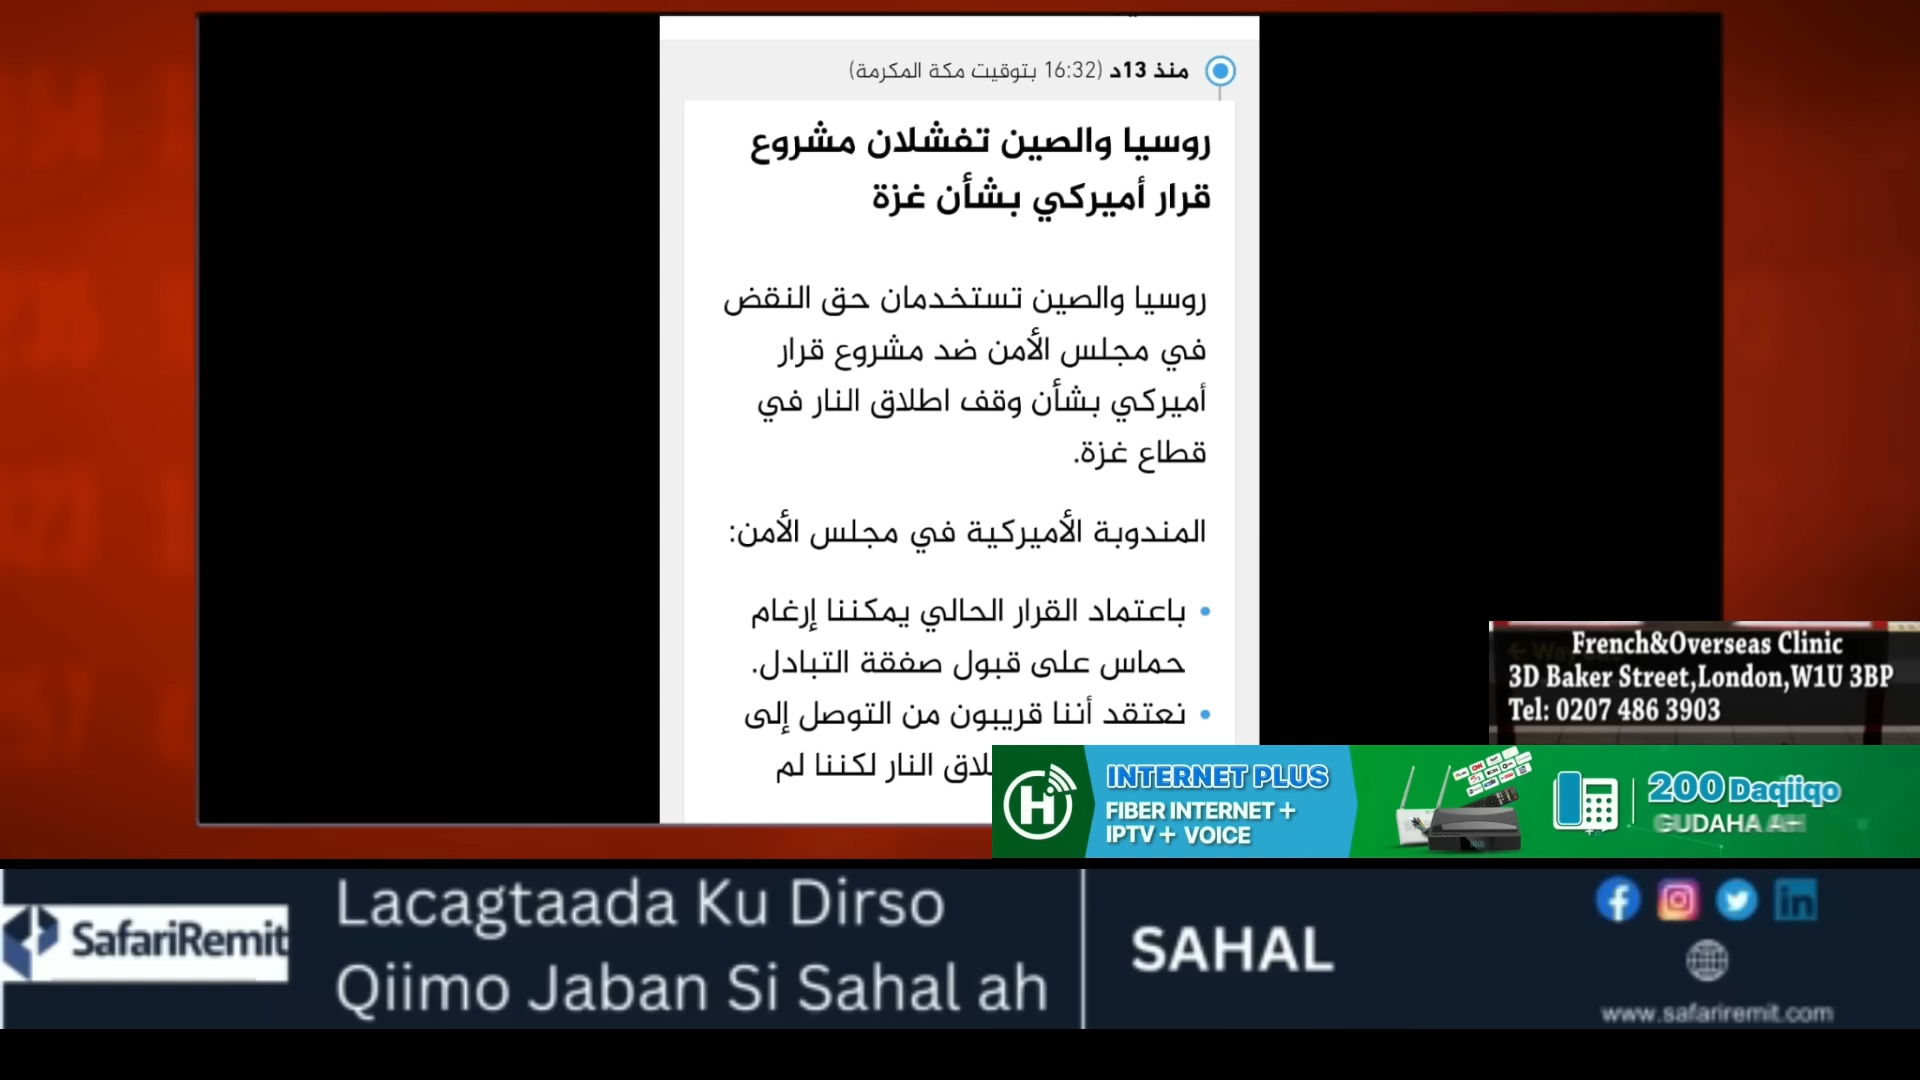 منذ 13د (16:32 بتوقيت مكة المكرمة)
روسيا والصين تفشلان مشروع
قرار أميركي بشأن غزة
روسيا والصين تستخدمان حق النقض
في مجلس الأمن ضد مشروع قرار
أميركي بشأن وقف اطلاق النار في
قطاع غزة.
المندوبة الأميركية في مجلس الأمن:
• باعتماد القرار الحالي يمكننا إرغام
حماس على قبول صفقة التبادل.
• نعتقد أننا قريبون من التوصل إلى
النار لكننا لم
French&Overseas Clinic
3D Baker Street,London,W1U 3BP
Tel: 0207 486 3903
H
INTERNET PLUS
FIBER INTERNET +
IPTV + VOICE
200 Daqiiqo
GUDAHA AH
SafariRemit
Lacagtaada Ku Dirso
Qiimo Jaban Si Sahal ah
SAHAL
www.safariremit.com